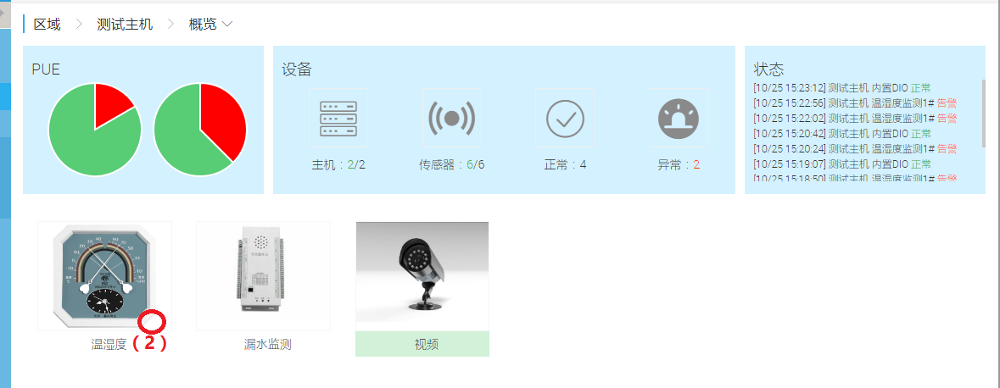 区域 测试主机 概览
PUE
设备
主机：2/2
传感器：6/6
正常：4
异常：2
状态
[10/25 15:23:12] 测试主机 内置DIO 正常
[10/25 15:22:56] 测试主机 温湿度监测1# 告警
[10/25 15:22:02] 测试主机 温湿度监测1# 告警
[10/25 15:20:42] 测试主机 内置DIO 正常
[10/25 15:20:24] 测试主机 温湿度监测1# 告警
[10/25 15:19:07] 测试主机 内置DIO 正常
[10/25 15:18:50] 测试主机 温湿度监测1# 告警
温湿度（2）
漏水监测
视频